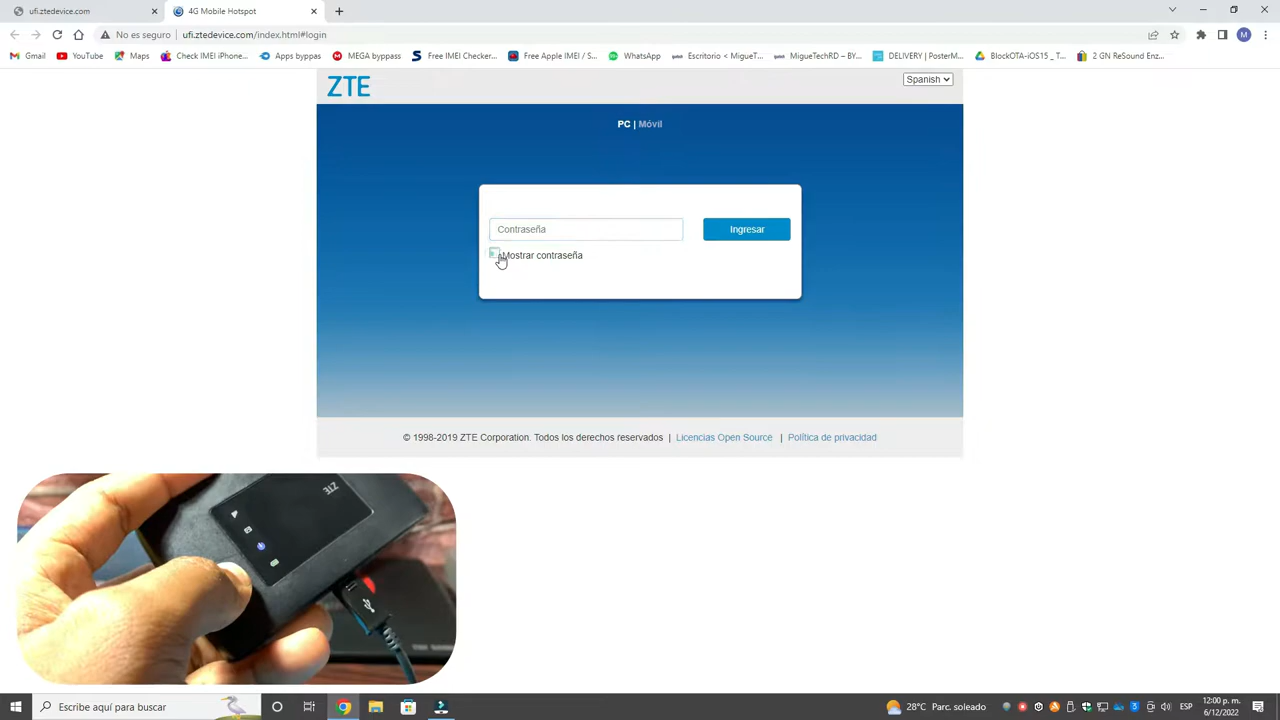 ufi.ztedevice.com
4G Mobile Hotspot
No es seguro
ufi.ztedevice.com/index.html#login
M
Gmail
YouTube
Maps
Check IMEI iPhone...
Apps byppas
MEGA byppass
Free IMEI Checker...
Free Apple IMEI / S...
WhatsApp
Escritorio < MigueT...
MigueTechRD – BY...
DELIVERY | PosterM...
BlockOTA-iOS15 _ T...
2 GN ReSound Enz...
ZTE
Spanish
PC | Móvil
Contraseña
Ingresar
Mostrar contraseña
© 1998-2019 ZTE Corporation. Todos los derechos reservados | Licencias Open Source | Política de privacidad
ZTE
Escribe aquí para buscar
28°C Parc. soleado
ESP
12:00 p. m.
6/12/2022